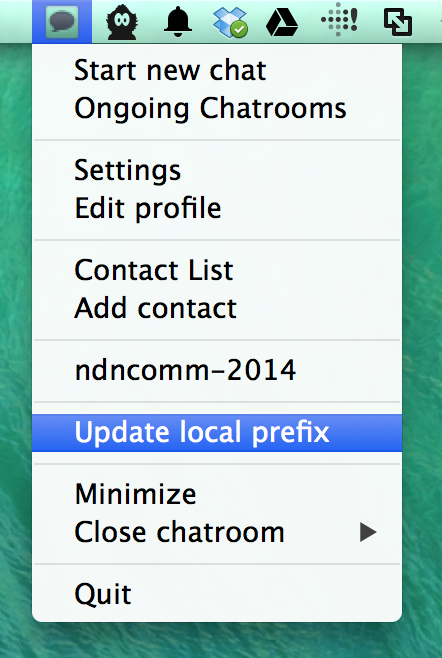 Start new chat
Ongoing Chatrooms
Settings
Edit profile
Contact List
Add contact
ndncomm-2014
Update local prefix
Minimize
Close chatroom
Quit